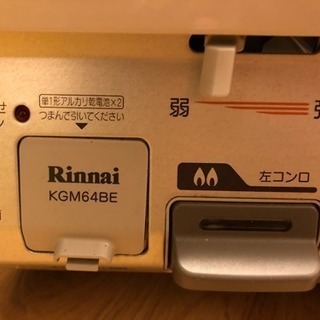 単1形アルカリ乾電池×2
つまんで引いてください
Rinnai
KGM64BE
弱
左コンロ